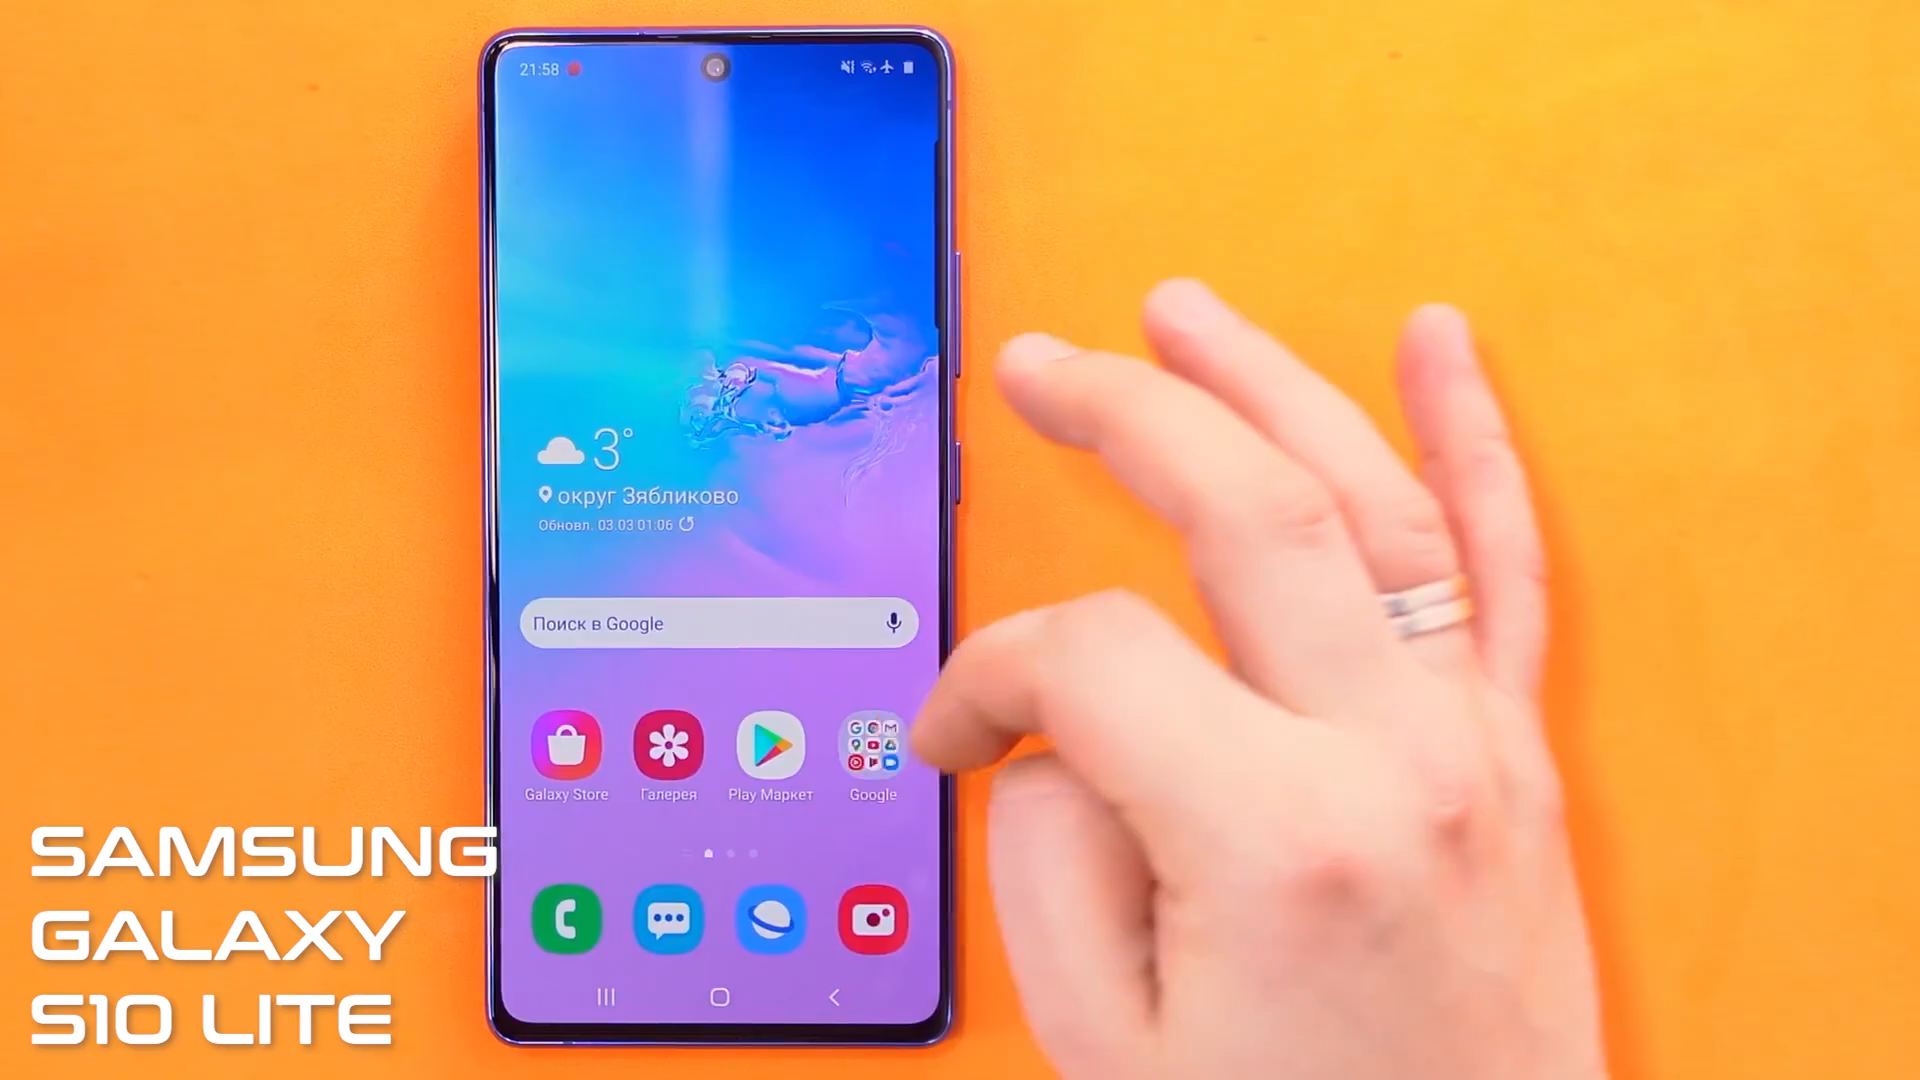 21:58
3°
округ Зябликово
Обновл. 03.03 01:06
Поиск в Google
Galaxy Store
Галерея
Play Маркет
Google
SAMSUNG
GALAXY
S10 LITE